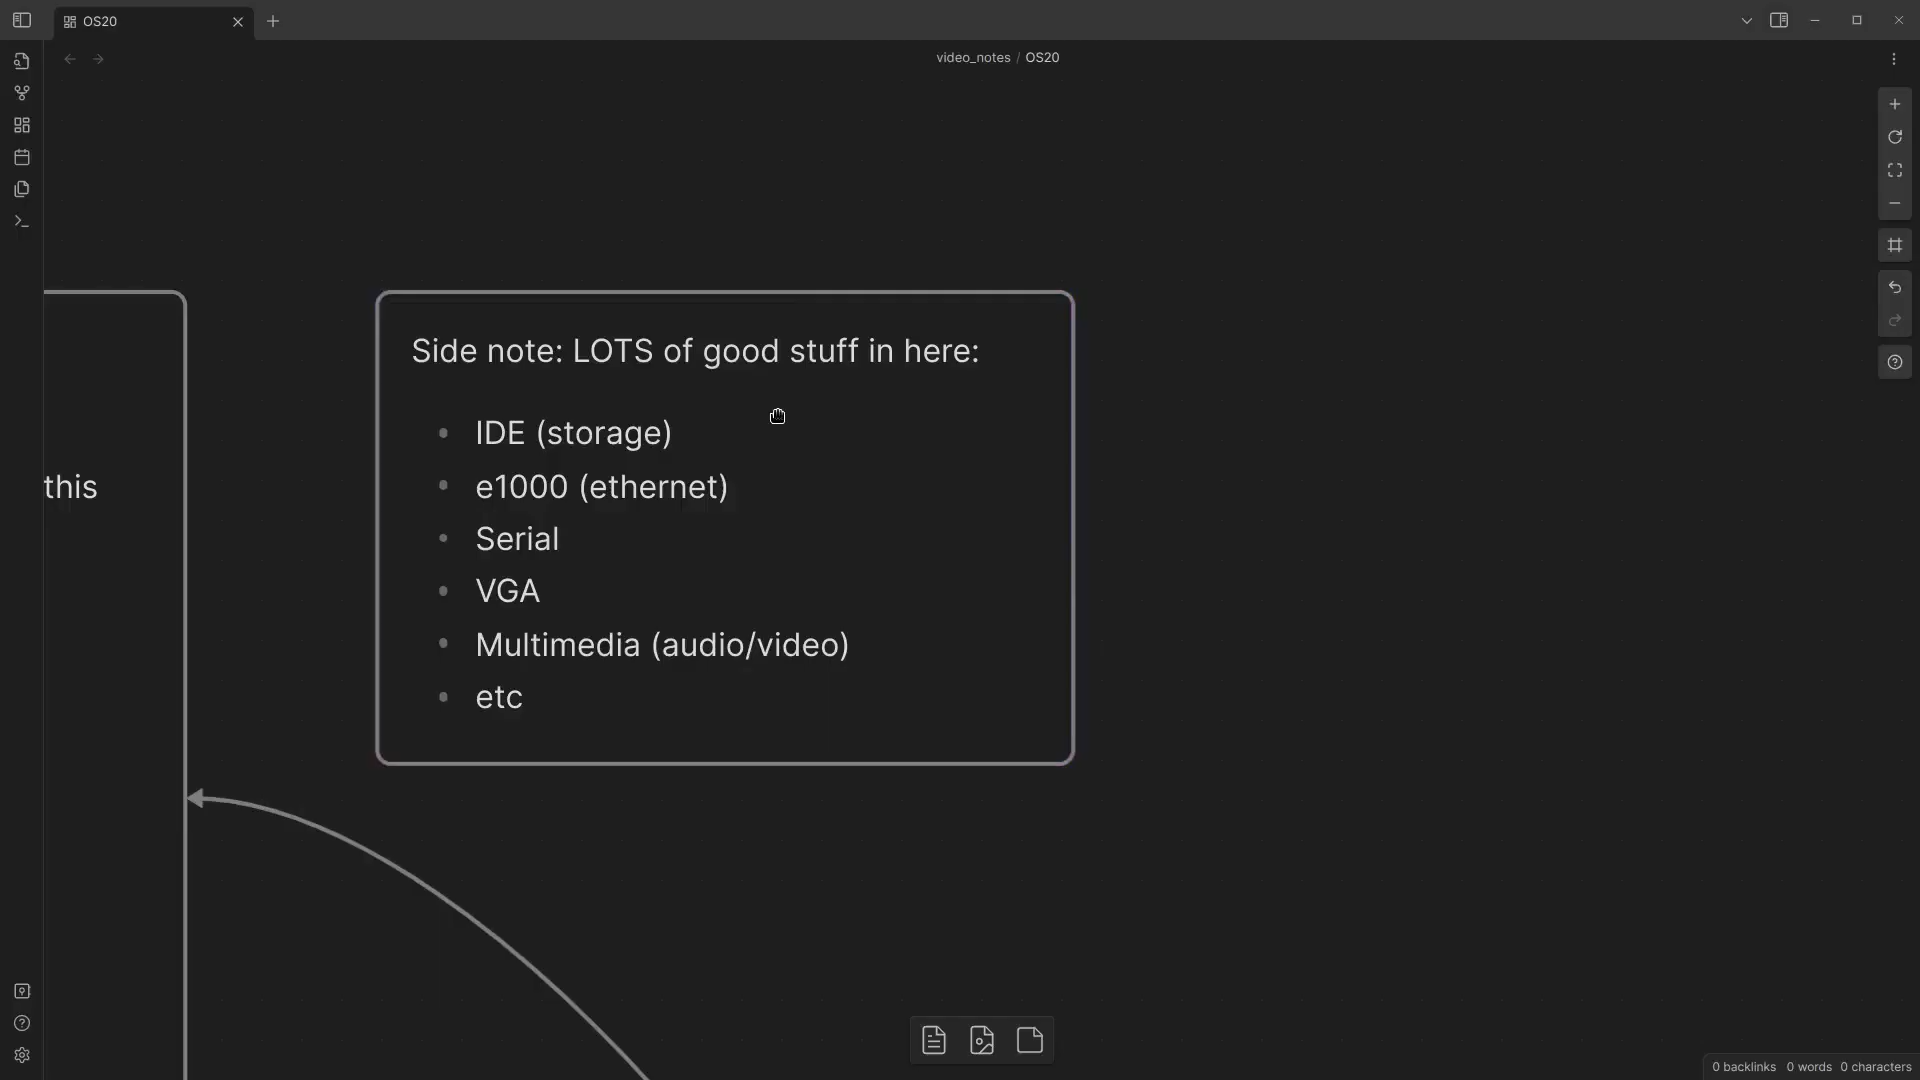 OS20
video_notes / OS20
Side note: LOTS of good stuff in here:
IDE (storage)
e1000 (ethernet)
this
Serial
VGA
Multimedia (audio/video)
etc
0 backlinks 0 words 0 characters